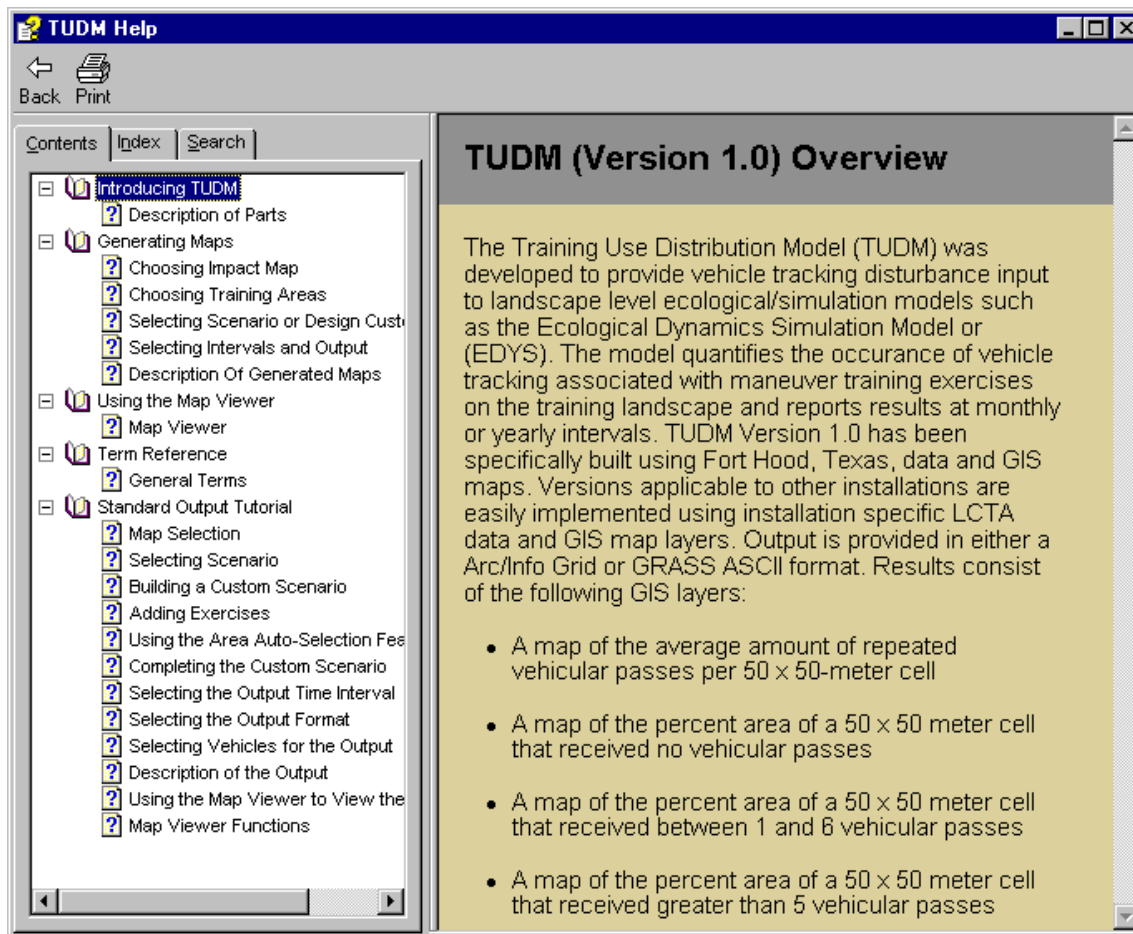 TUDM Help
Back Print
Contents Index Search
Introducing TUDM
Description of Parts
Generating Maps
Choosing Impact Map
Choosing Training Areas
Selecting Scenario or Design Custo
Selecting Intervals and Output
Description Of Generated Maps
Using the Map Viewer
Map Viewer
Term Reference
General Terms
Standard Output Tutorial
Map Selection
Selecting Scenario
Building a Custom Scenario
Adding Exercises
Using the Area Auto-Selection Fea
Completing the Custom Scenario
Selecting the Output Time Interval
Selecting the Output Format
Selecting Vehicles for the Output
Description of the Output
Using the Map Viewer to View the
Map Viewer Functions
TUDM (Version 1.0) Overview
The Training Use Distribution Model (TUDM) was
developed to provide vehicle tracking disturbance input
to landscape level ecological/simulation models such
as the Ecological Dynamics Simulation Model or
(EDYS). The model quantifies the occurance of vehicle
tracking associated with maneuver training exercises
on the training landscape and reports results at monthly
or yearly intervals. TUDM Version 1.0 has been
specifically built using Fort Hood, Texas, data and GIS
maps. Versions applicable to other installations are
easily implemented using installation specific LCTA
data and GIS map layers. Output is provided in either a
Arc/Info Grid or GRASS ASCII format. Results consist
of the following GIS layers:
• A map of the average amount of repeated
vehicular passes per 50 x 50-meter cell
• A map of the percent area of a 50 x 50 meter cell
that received no vehicular passes
• A map of the percent area of a 50 x 50 meter cell
that received between 1 and 6 vehicular passes
• A map of the percent area of a 50 x 50 meter cell
that received greater than 5 vehicular passes